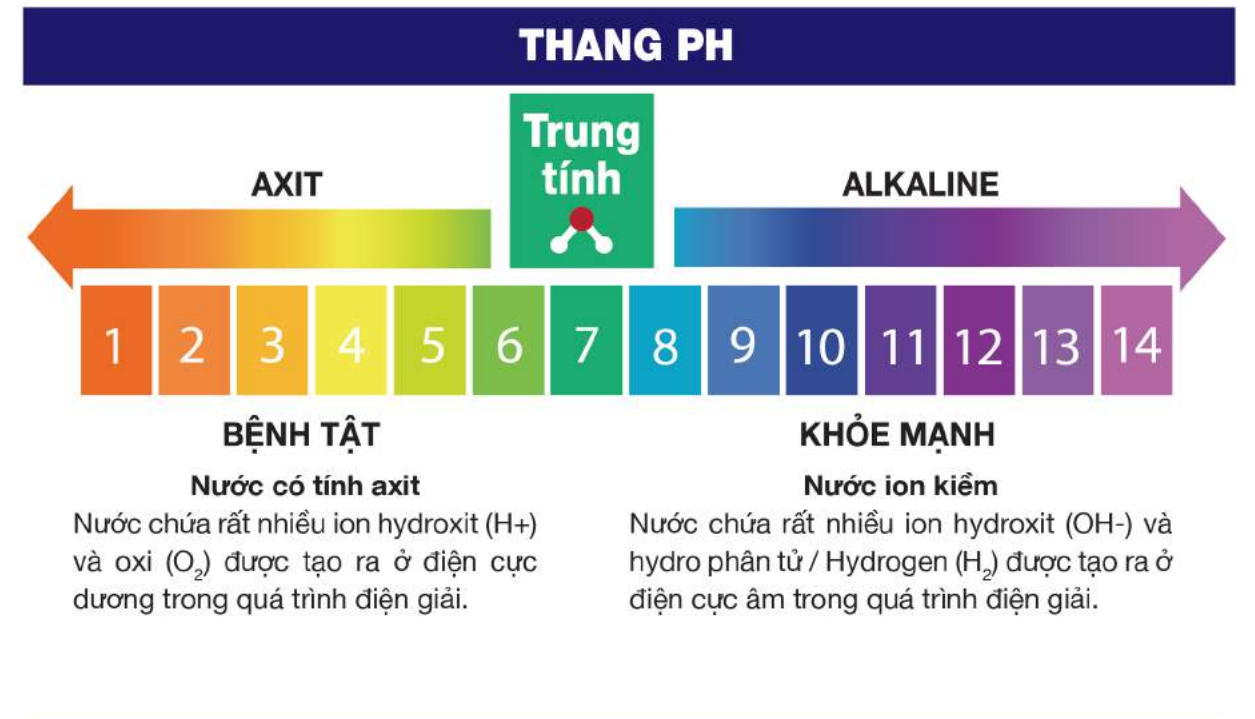 THANG PH
Trung
tính
AXIT
ALKALINE
1 2 3 4 5 6 7 8 9 10 11 12 13 14
BỆNH TẬT
Nước có tính axit
Nước chứa rất nhiều ion hydroxit (H+)
và oxi (O₂) được tạo ra ở điện cực
dương trong quá trình điện giải.
KHỎE MẠNH
Nước ion kiềm
Nước chứa rất nhiều ion hydroxit (OH-) và
hydro phân tử / Hydrogen (H₂) được tạo ra ở
điện cực âm trong quá trình điện giải.